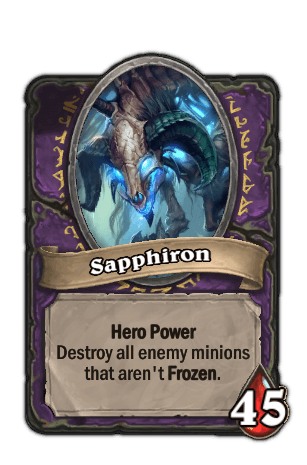 Sapphiron
Hero Power
Destroy all enemy minions
that aren't Frozen.
45